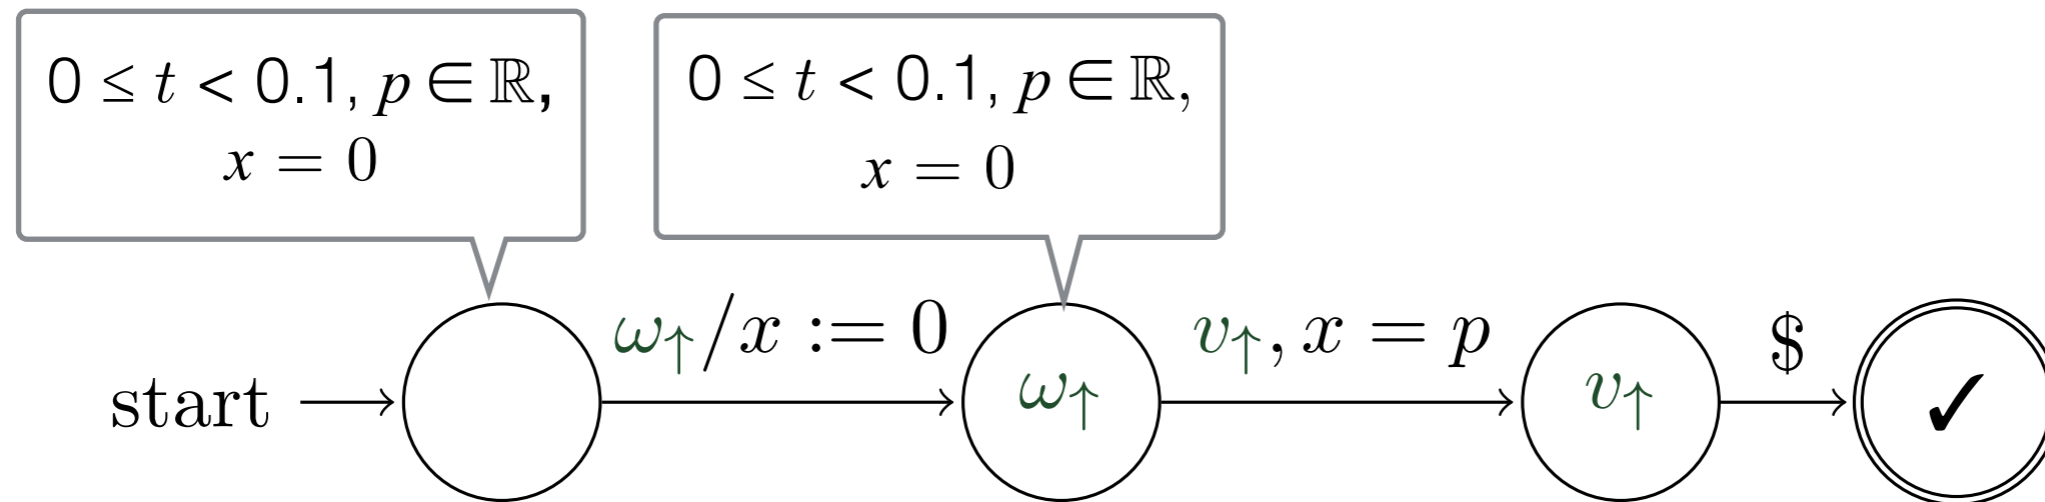 0 ≤ t < 0.1, p ∈ ℝ,
x = 0
0 ≤ t < 0.1, p ∈ ℝ,
x = 0
start
ω↑/x := 0
ω↑
v↑, x = p
v↑
$
✓